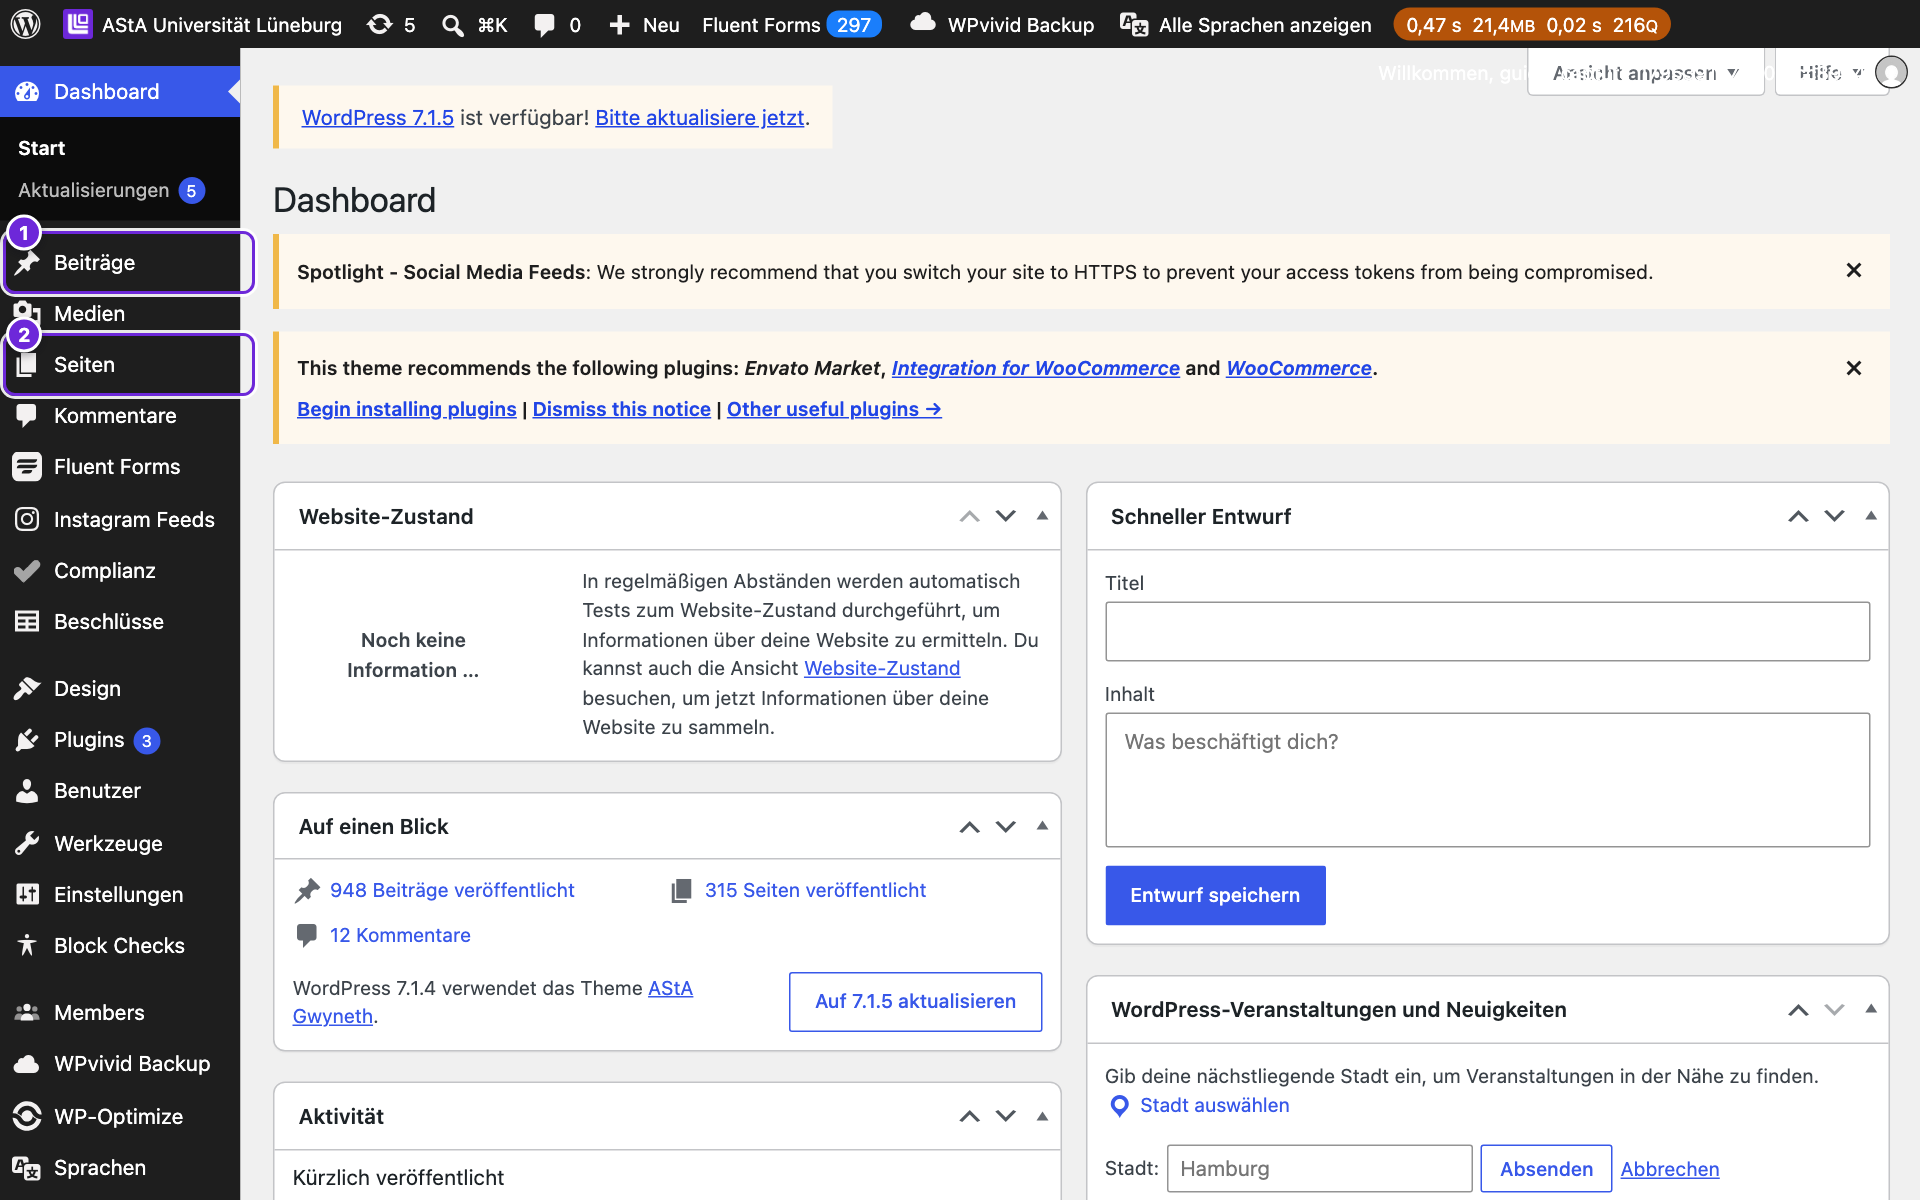 AStA Universität Lüneburg 5 ⌘K 0 Neu Fluent Forms 297 WPvivid Backup Alle Sprachen anzeigen 0,47 s 21,4MB 0,02 s 216Q
Willkommen,
Ansicht anpassen
Hilfe
Dashboard
Start
Aktualisierungen 5
1
Beiträge
Medien
2
Seiten
Kommentare
Fluent Forms
Instagram Feeds
Complianz
Beschlüsse
Design
Plugins 3
Benutzer
Werkzeuge
Einstellungen
Block Checks
Members
WPvivid Backup
WP-Optimize
Sprachen
WordPress 7.1.5 ist verfügbar! Bitte aktualisiere jetzt.
Dashboard
Spotlight - Social Media Feeds: We strongly recommend that you switch your site to HTTPS to prevent your access tokens from being compromised.
This theme recommends the following plugins: Envato Market, Integration for WooCommerce and WooCommerce.
Begin installing plugins | Dismiss this notice | Other useful plugins →
Website-Zustand
Noch keine
Information ...
In regelmäßigen Abständen werden automatisch
Tests zum Website-Zustand durchgeführt, um
Informationen über deine Website zu ermitteln. Du
kannst auch die Ansicht Website-Zustand
besuchen, um jetzt Informationen über deine
Website zu sammeln.
Auf einen Blick
948 Beiträge veröffentlicht
315 Seiten veröffentlicht
12 Kommentare
WordPress 7.1.4 verwendet das Theme AStA
Gwyneth.
Auf 7.1.5 aktualisieren
Aktivität
Kürzlich veröffentlicht
Schneller Entwurf
Titel
Inhalt
Was beschäftigt dich?
Entwurf speichern
WordPress-Veranstaltungen und Neuigkeiten
Gib deine nächstliegende Stadt ein, um Veranstaltungen in der Nähe zu finden.
Stadt auswählen
Stadt: Hamburg Absenden Abbrechen